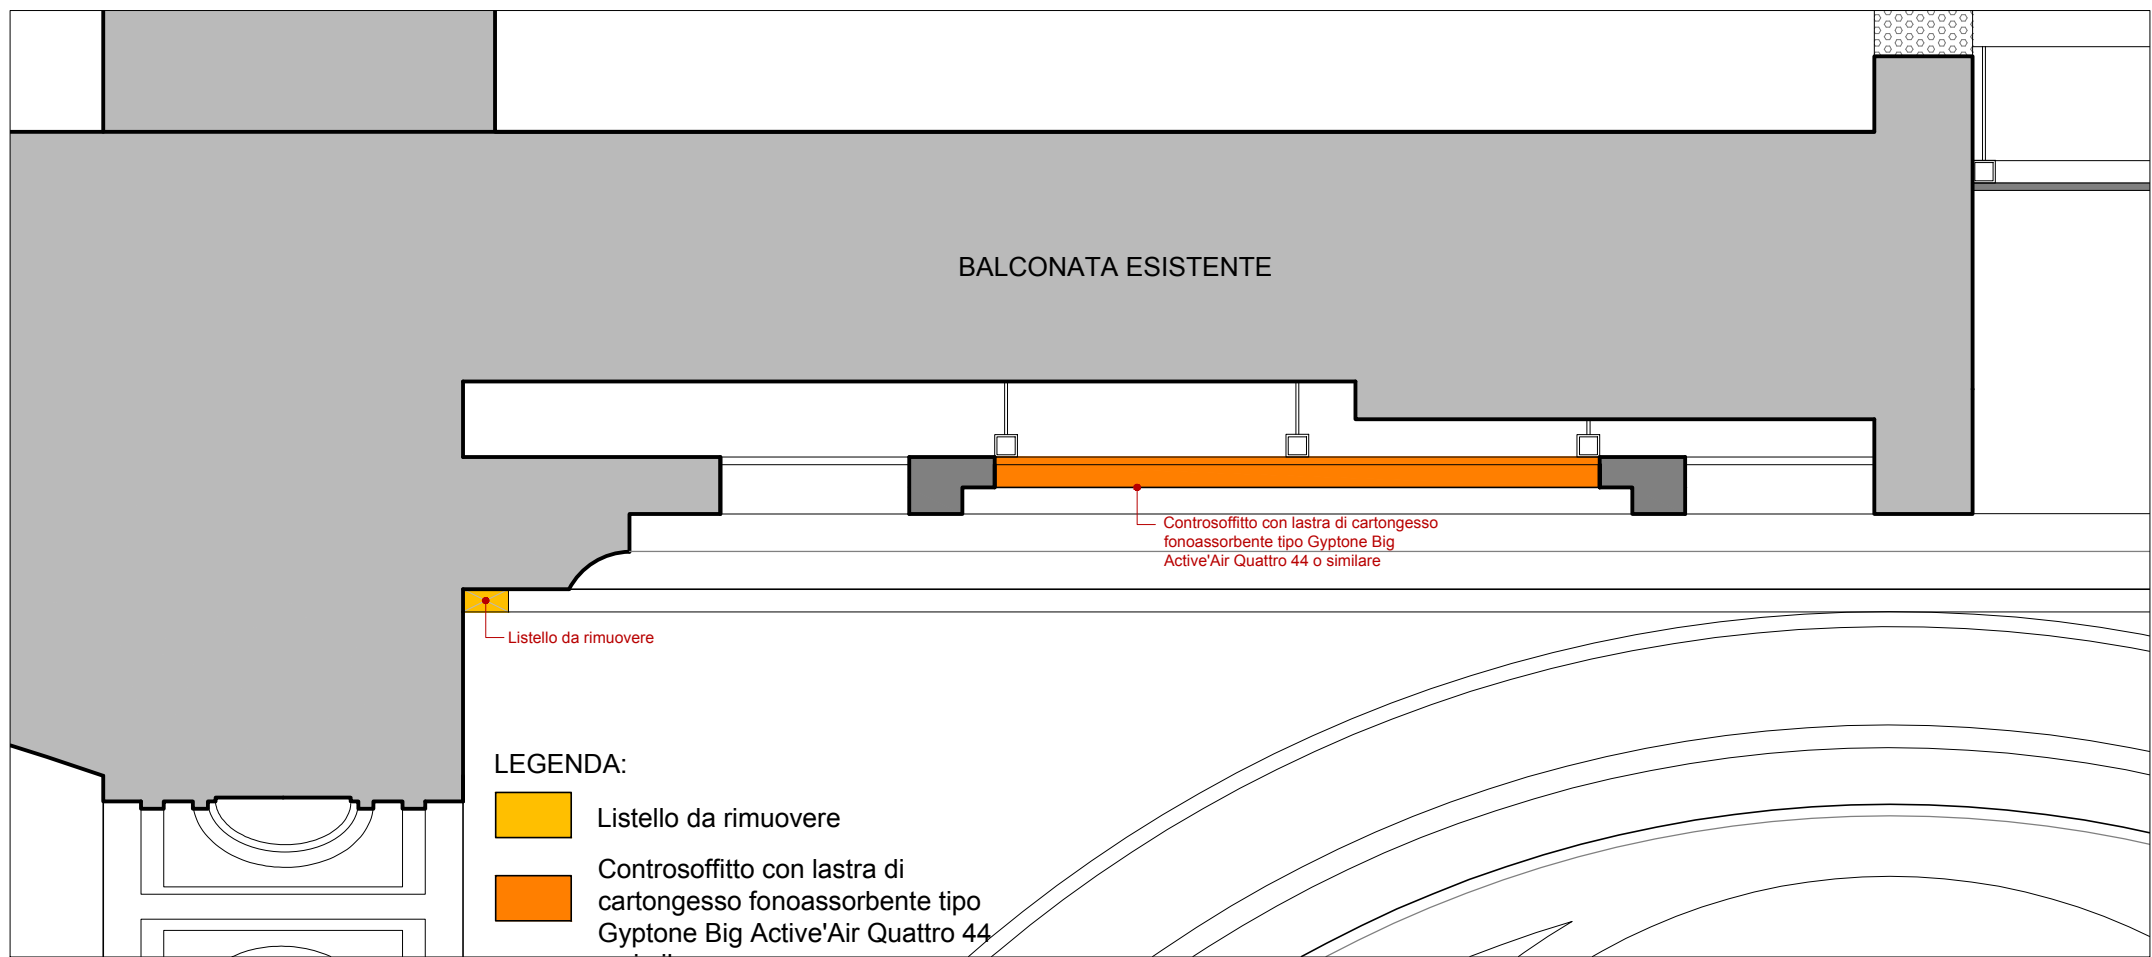 BALCONATA ESISTENTE
Controsoffitto con lastra di cartongesso
fonoassorbente tipo Gyptone Big
Active'Air Quattro 44 o similare
Listello da rimuovere
LEGENDA:
Listello da rimuovere
Controsoffitto con lastra di
cartongesso fonoassorbente tipo
Gyptone Big Active'Air Quattro 44